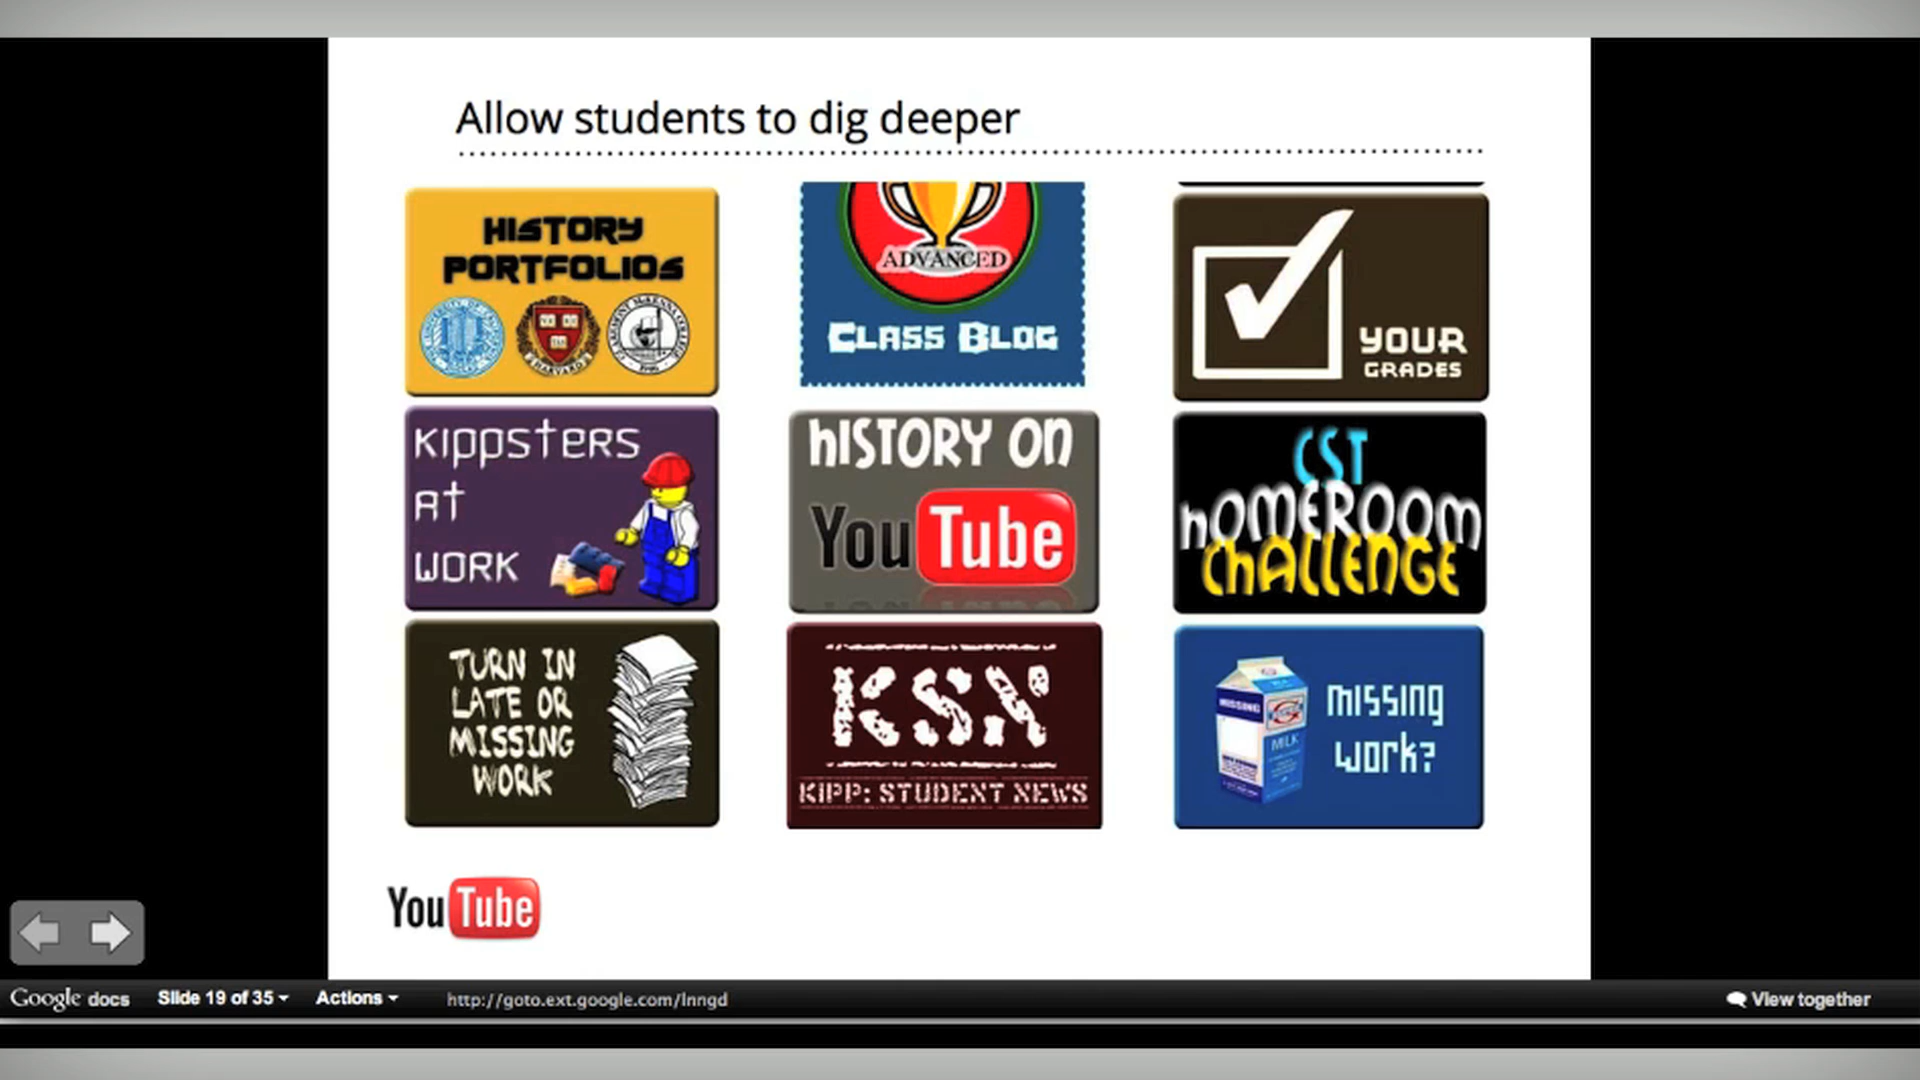 Allow students to dig deeper
HISTORY
PORTFOLIOS
HARVARD
ADVANCED
CLASS BLOG
YOUR
GRADES
KIPPSTERS
AT
WORK
HISTORY ON
YouTube
CST
HOMEROOM
CHALLENGE
TURN IN
LATE OR
MISSING
WORK
KSN
KIPP: STUDENT NEWS
MISSING
MILK
MISSING
WORK?
YouTube
Google docs
Slide 19 of 35
Actions
http://goto.ext.google.com/lnngd
View together